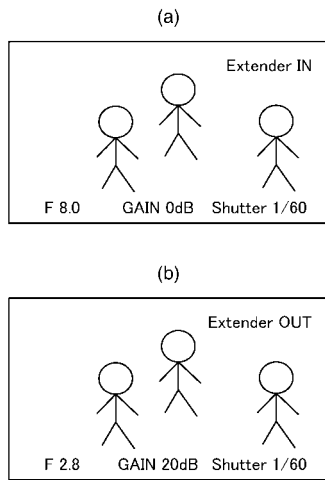 (a)
Extender IN
F 8.0 GAIN 0dB Shutter 1/60
(b)
Extender OUT
F 2.8 GAIN 20dB Shutter 1/60